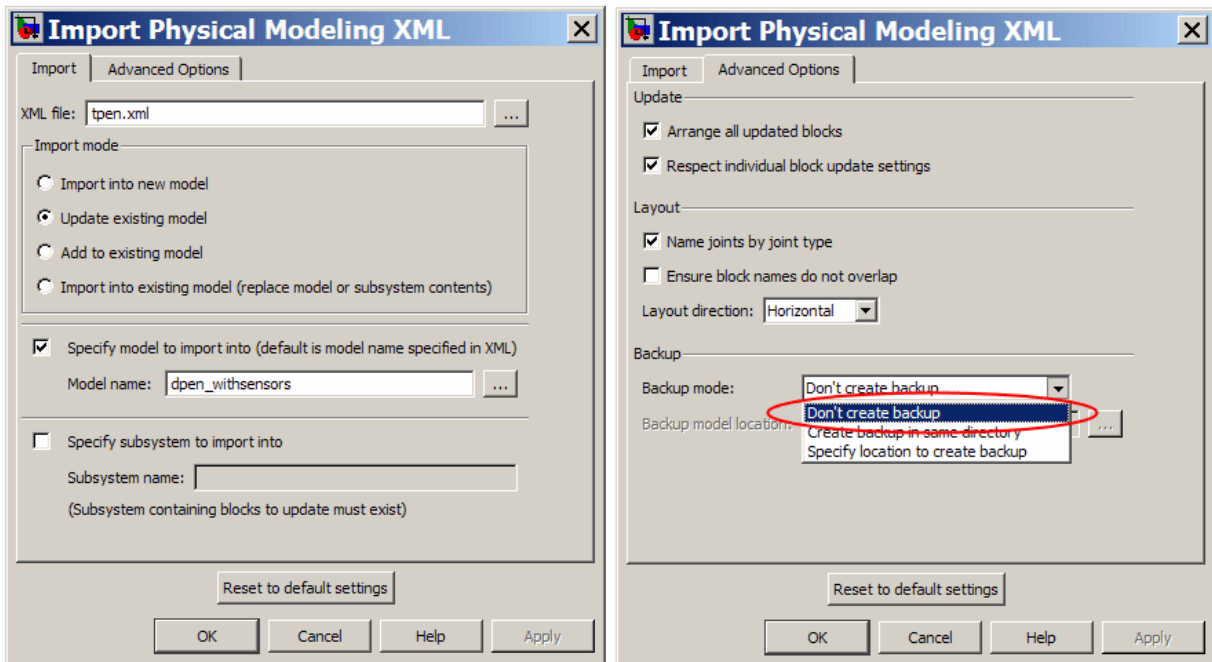 Import Physical Modeling XML
Import
Advanced Options
XML file:
tpen.xml
...
Import mode
Import into new model
Update existing model
Add to existing model
Import into existing model (replace model or subsystem contents)
Specify model to import into (default is model name specified in XML)
Model name:
dpen_withsensors
...
Specify subsystem to import into
Subsystem name:
(Subsystem containing blocks to update must exist)
Reset to default settings
OK
Cancel
Help
Apply
Import Physical Modeling XML
Import
Advanced Options
Update
Arrange all updated blocks
Respect individual block update settings
Layout
Name joints by joint type
Ensure block names do not overlap
Layout direction:
Horizontal
Backup
Backup mode:
Don't create backup
Don't create backup
Backup model location:
Create backup in same directory
...
Specify location to create backup
Reset to default settings
OK
Cancel
Help
Apply